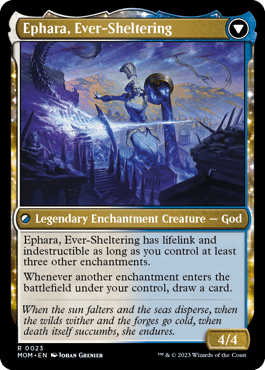 Ephara, Ever-Sheltering
Legendary Enchantment Creature — God
Ephara, Ever-Sheltering has lifelink and
indestructible as long as you control at least
three other enchantments.
Whenever another enchantment enters the
battlefield under your control, draw a card.
When the sun falters and the seas disperse, when
the wilds wither and the forges go cold, when
death itself succumbs, she endures.
4/4
R 0023
MOM • EN Johan Grenier
™ & © 2023 Wizards of the Coast